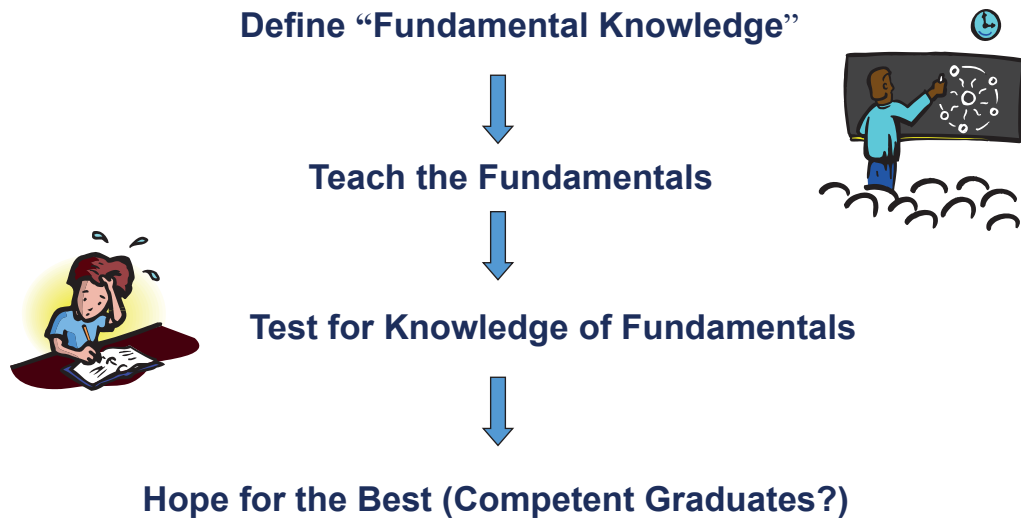 Define “Fundamental Knowledge”
Teach the Fundamentals
Test for Knowledge of Fundamentals
Hope for the Best (Competent Graduates?)